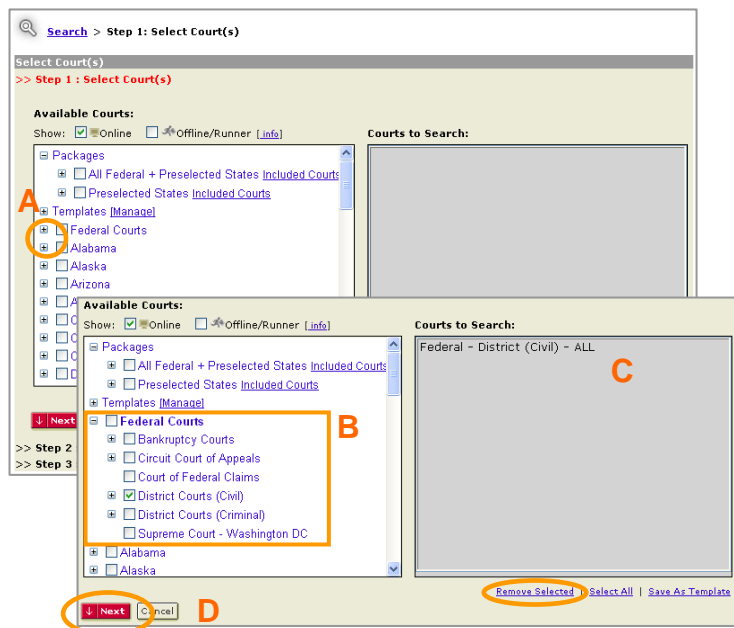 Search > Step 1: Select Court(s)
Select Court(s)
>> Step 1 : Select Court(s)
Available Courts:
Show: Online Offline/Runner [ info]
Courts to Search:
Packages
All Federal + Preselected States Included Courts
Preselected States Included Courts
A
Templates [Manage]
Federal Courts
Alabama
Alaska
Arizona
A
C
C
C
D
Next
>> Step 2
>> Step 3
Available Courts:
Show: Online Offline/Runner [ info]
Courts to Search:
Packages
All Federal + Preselected States Included Courts
Preselected States Included Courts
Templates [Manage]
Federal Courts
Bankruptcy Courts
Circuit Court of Appeals
Court of Federal Claims
District Courts (Civil)
District Courts (Criminal)
Supreme Court - Washington DC
Alabama
Alaska
B
Federal - District (Civil) - ALL
C
Remove Selected | Select All | Save As Template
Next Cancel
D